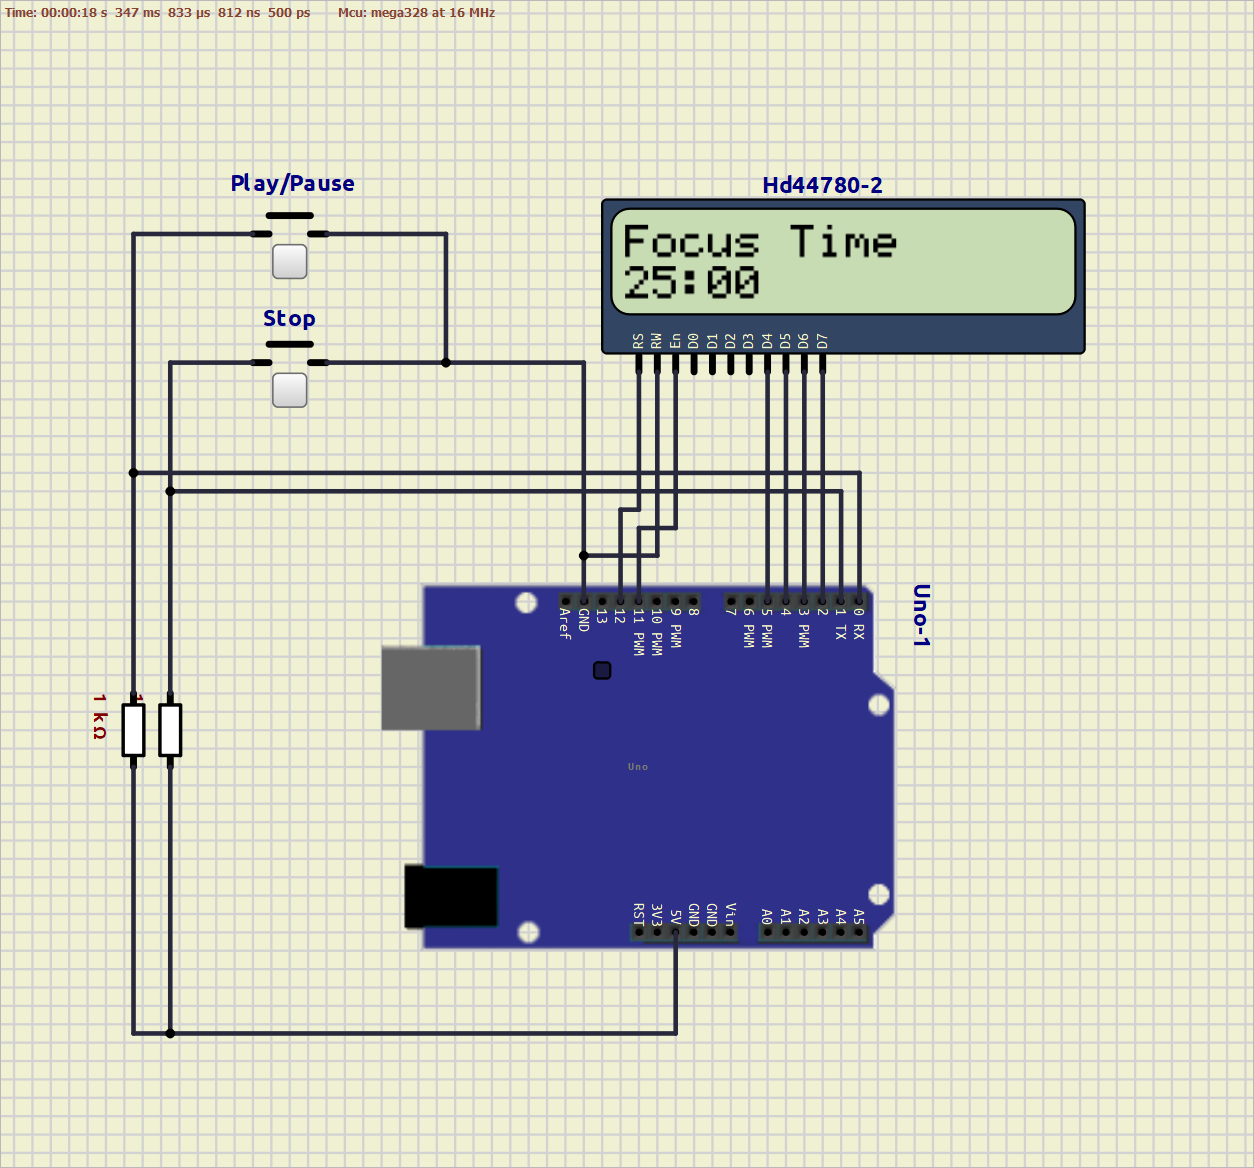 Time: 00:00:18 s 347 ms 833 µs 812 ns 500 ps Mcu: mega328 at 16 MHz
Play/Pause
Hd44780-2
Focus Time
25:00
Stop
RS RW En D0 D1 D2 D3 D4 D5 D6 D7
Uno-1
Aref GND 13 12 11 PWM 10 PWM 9 PWM 8 7 6 PWM 5 PWM 4 3 PWM 2 1 TX 0 RX
1 kΩ
1
Uno
RST 3V3 5V GND GND Vin A0 A1 A2 A3 A4 A5